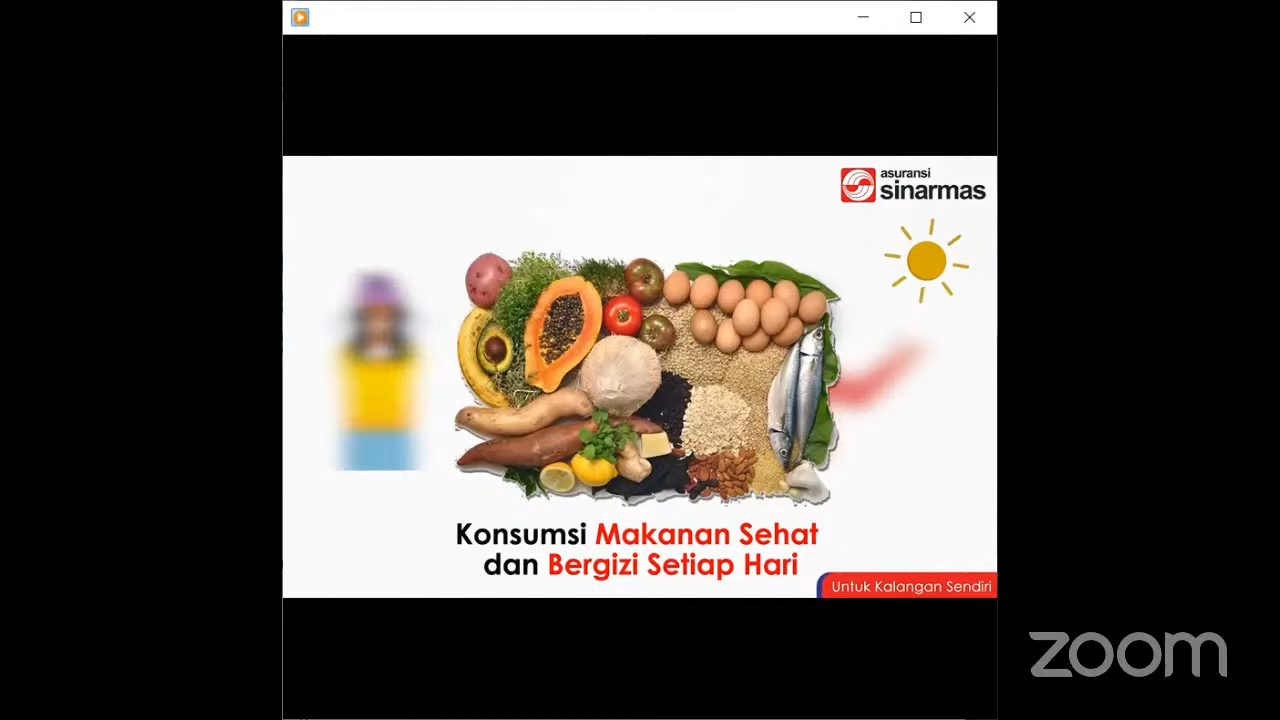 asuransi
sinarmas
Konsumsi Makanan Sehat
dan Bergizi Setiap Hari
Untuk Kalangan Sendiri
zoom